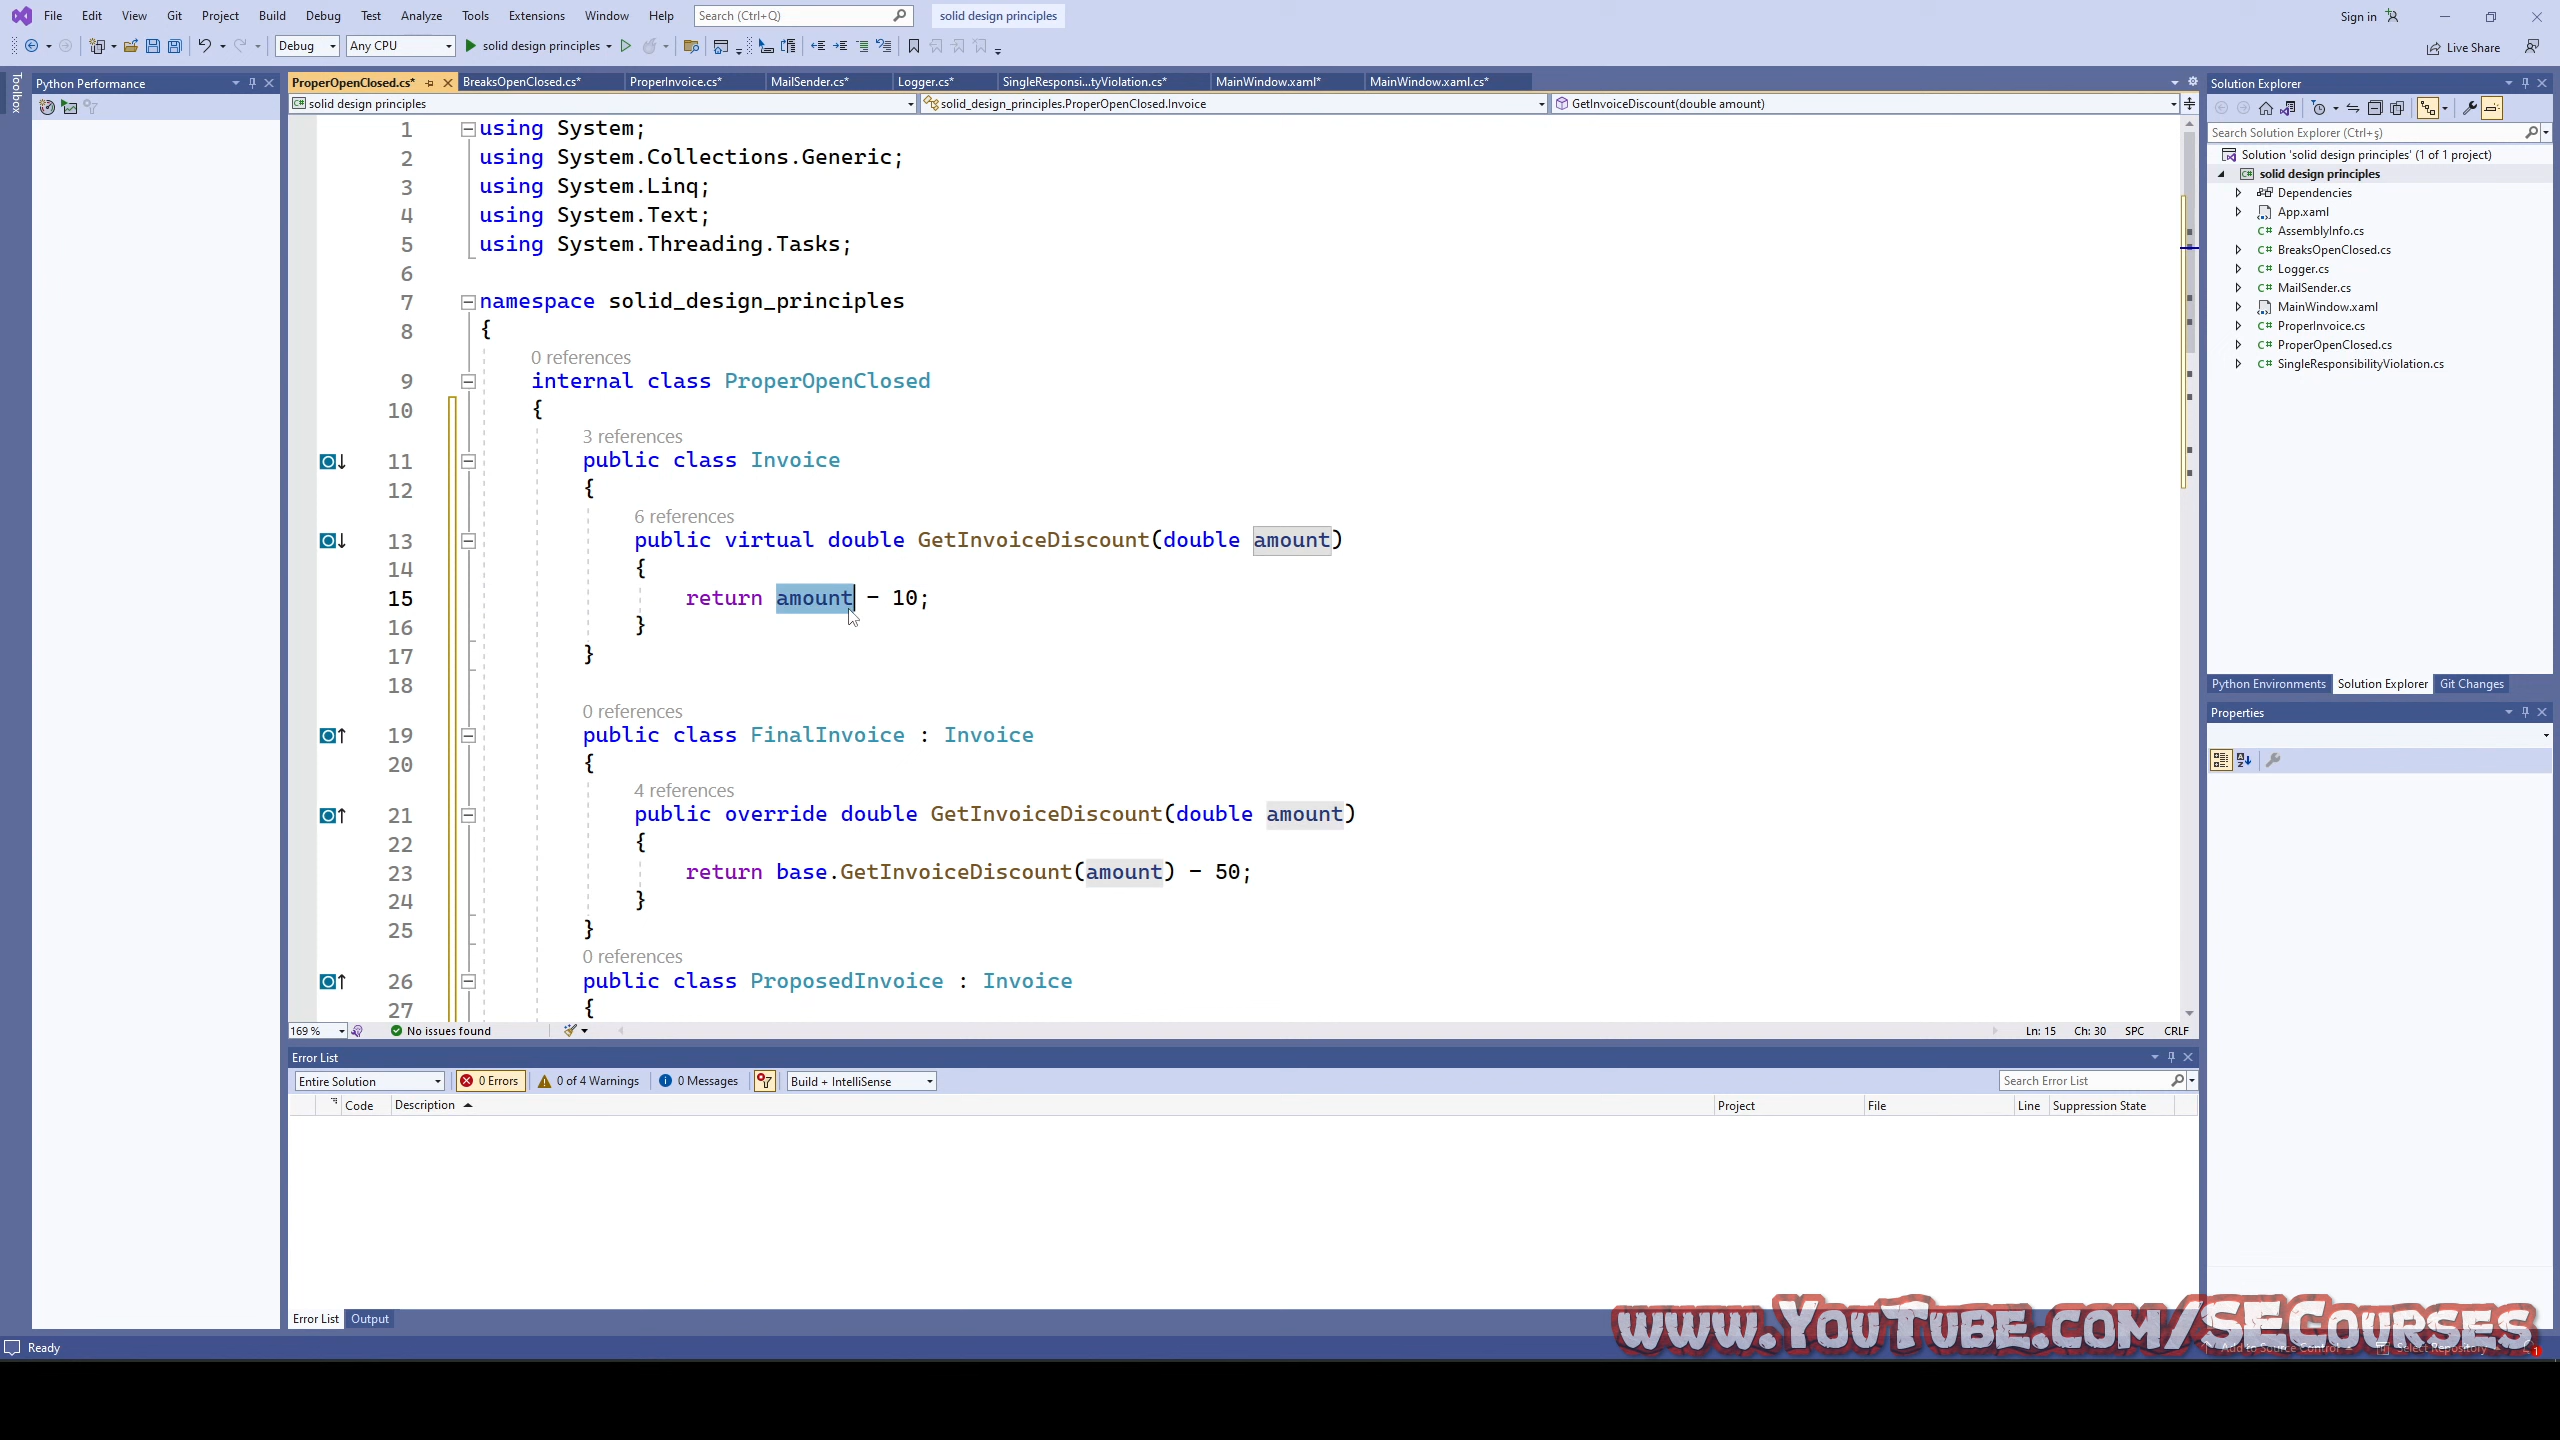 File Edit View Git Project Build Debug Test Analyze Tools Extensions Window Help Search (Ctrl+Q) solid design principles Sign in
Debug Any CPU solid design principles Live Share
Toolbox
Python Performance
ProperOpenClosed.cs* BreaksOpenClosed.cs* ProperInvoice.cs* MailSender.cs* Logger.cs* SingleResponsi...tyViolation.cs* MainWindow.xaml* MainWindow.xaml.cs*
solid design principles solid_design_principles.ProperOpenClosed.Invoice GetInvoiceDiscount(double amount)
1 using System;
2 using System.Collections.Generic;
3 using System.Linq;
4 using System.Text;
5 using System.Threading.Tasks;
6
7 namespace solid_design_principles
8 {
0 references
9 internal class ProperOpenClosed
10 {
3 references
11 public class Invoice
12 {
6 references
13 public virtual double GetInvoiceDiscount(double amount)
14 {
15 return amount - 10;
16 }
17 }
18
0 references
19 public class FinalInvoice : Invoice
20 {
4 references
21 public override double GetInvoiceDiscount(double amount)
22 {
23 return base.GetInvoiceDiscount(amount) - 50;
24 }
25 }
0 references
26 public class ProposedInvoice : Invoice
27 {
169 % No issues found Ln: 15 Ch: 30 SPC CRLF
Error List
Entire Solution 0 Errors 0 of 4 Warnings 0 Messages Build + IntelliSense Search Error List
Code Description Project File Line Suppression State
Error List Output
Solution Explorer
Search Solution Explorer (Ctrl+ş)
Solution 'solid design principles' (1 of 1 project)
solid design principles
Dependencies
App.xaml
AssemblyInfo.cs
BreaksOpenClosed.cs
Logger.cs
MailSender.cs
MainWindow.xaml
ProperInvoice.cs
ProperOpenClosed.cs
SingleResponsibilityViolation.cs
Python Environments Solution Explorer Git Changes
Properties
www.YouTube.com/SECourses
Ready Add to Source Control Select Repository 1